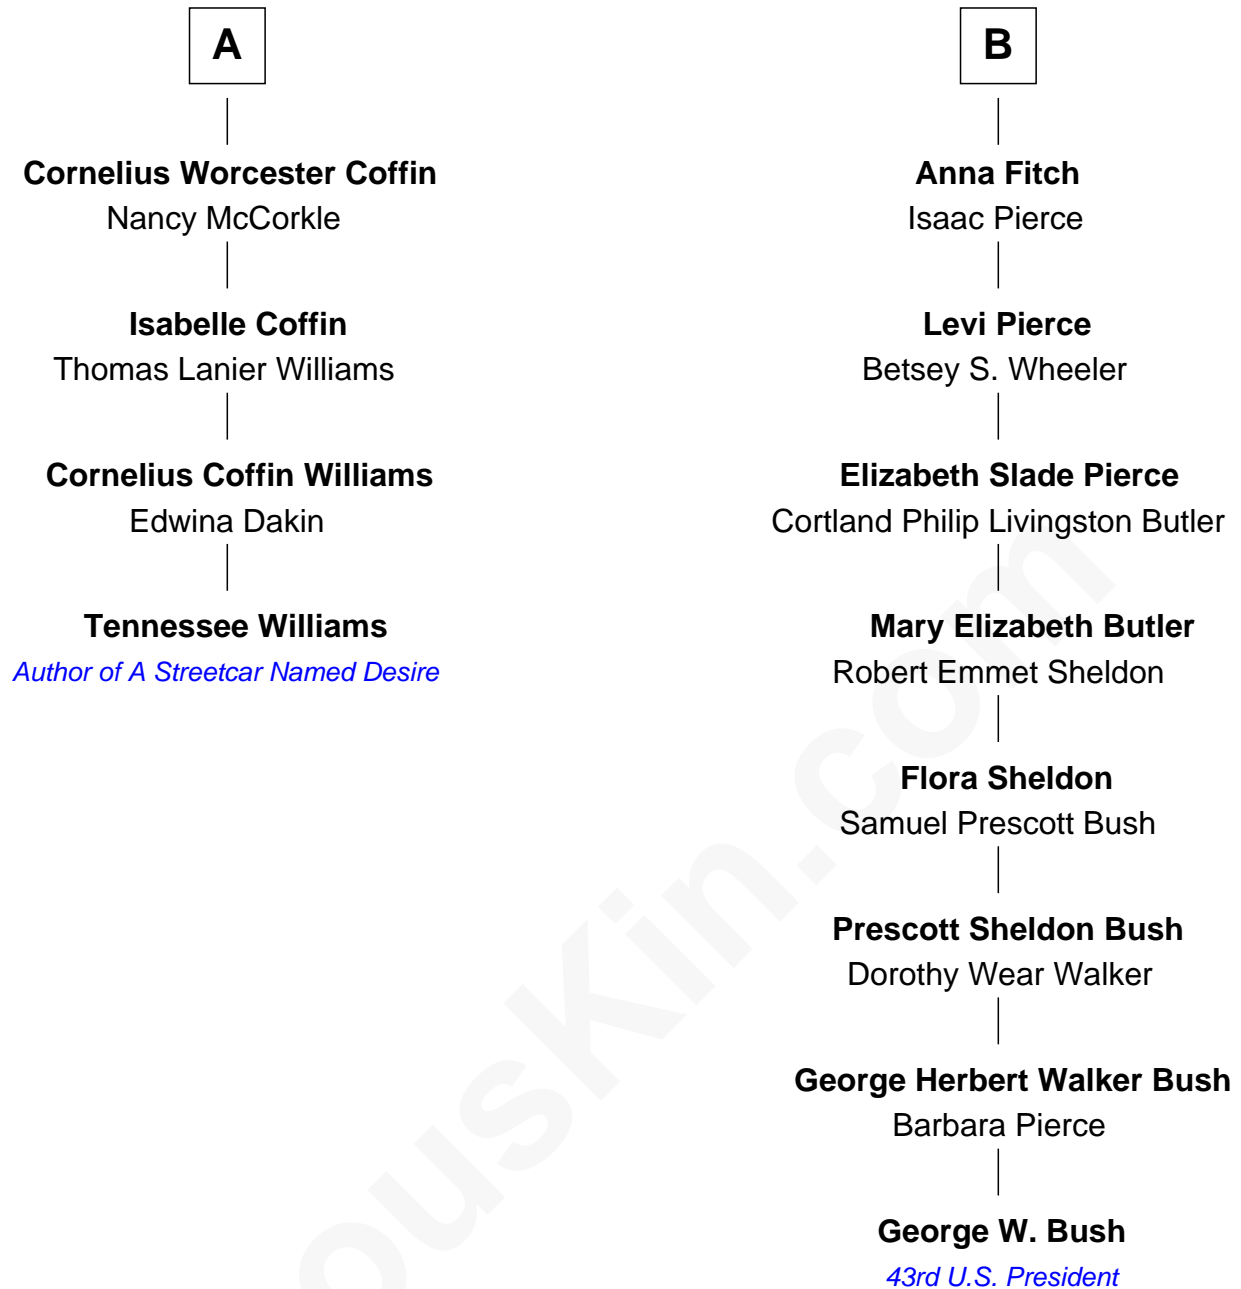 A
Cornelius Worcester Coffin
Nancy McCorkle
Isabelle Coffin
Thomas Lanier Williams
Cornelius Coffin Williams
Edwina Dakin
Tennessee Williams
Author of A Streetcar Named Desire
B
Anna Fitch
Isaac Pierce
Levi Pierce
Betsey S. Wheeler
Elizabeth Slade Pierce
Cortland Philip Livingston Butler
Mary Elizabeth Butler
Robert Emmet Sheldon
Flora Sheldon
Samuel Prescott Bush
Prescott Sheldon Bush
Dorothy Wear Walker
George Herbert Walker Bush
Barbara Pierce
George W. Bush
43rd U.S. President
ousKin.com